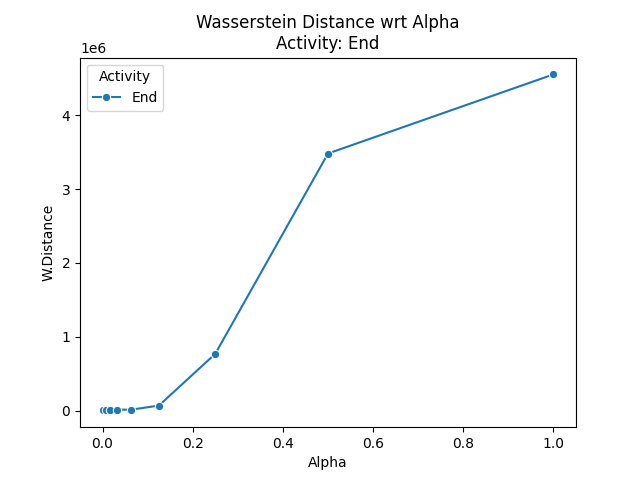 Wasserstein Distance wrt Alpha
Activity: End
1e6
Activity
End
4
3
2
1
0
W.Distance
0.0 0.2 0.4 0.6 0.8 1.0
Alpha